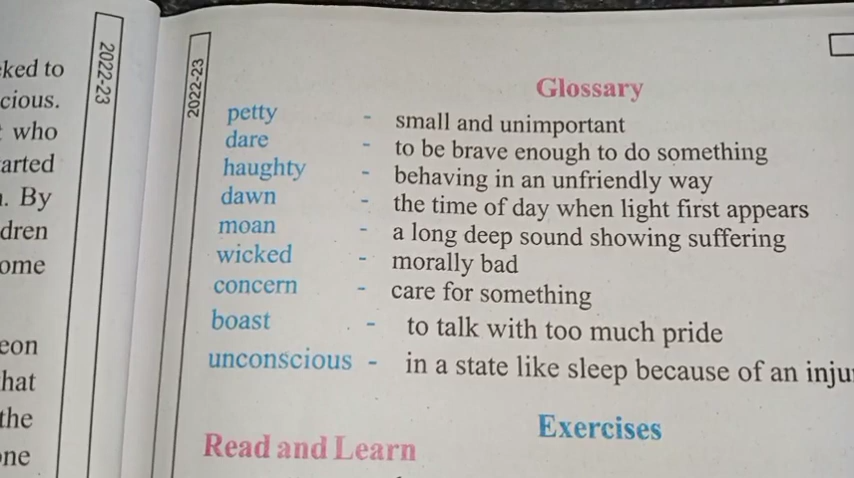 ked to
cious.
who
arted
. By
dren
ome
eon
hat
the
ne
2022-23
2022-23
Glossary
petty - small and unimportant
dare - to be brave enough to do something
haughty - behaving in an unfriendly way
dawn - the time of day when light first appears
moan - a long deep sound showing suffering
wicked - morally bad
concern - care for something
boast - to talk with too much pride
unconscious - in a state like sleep because of an inju
Exercises
Read and Learn